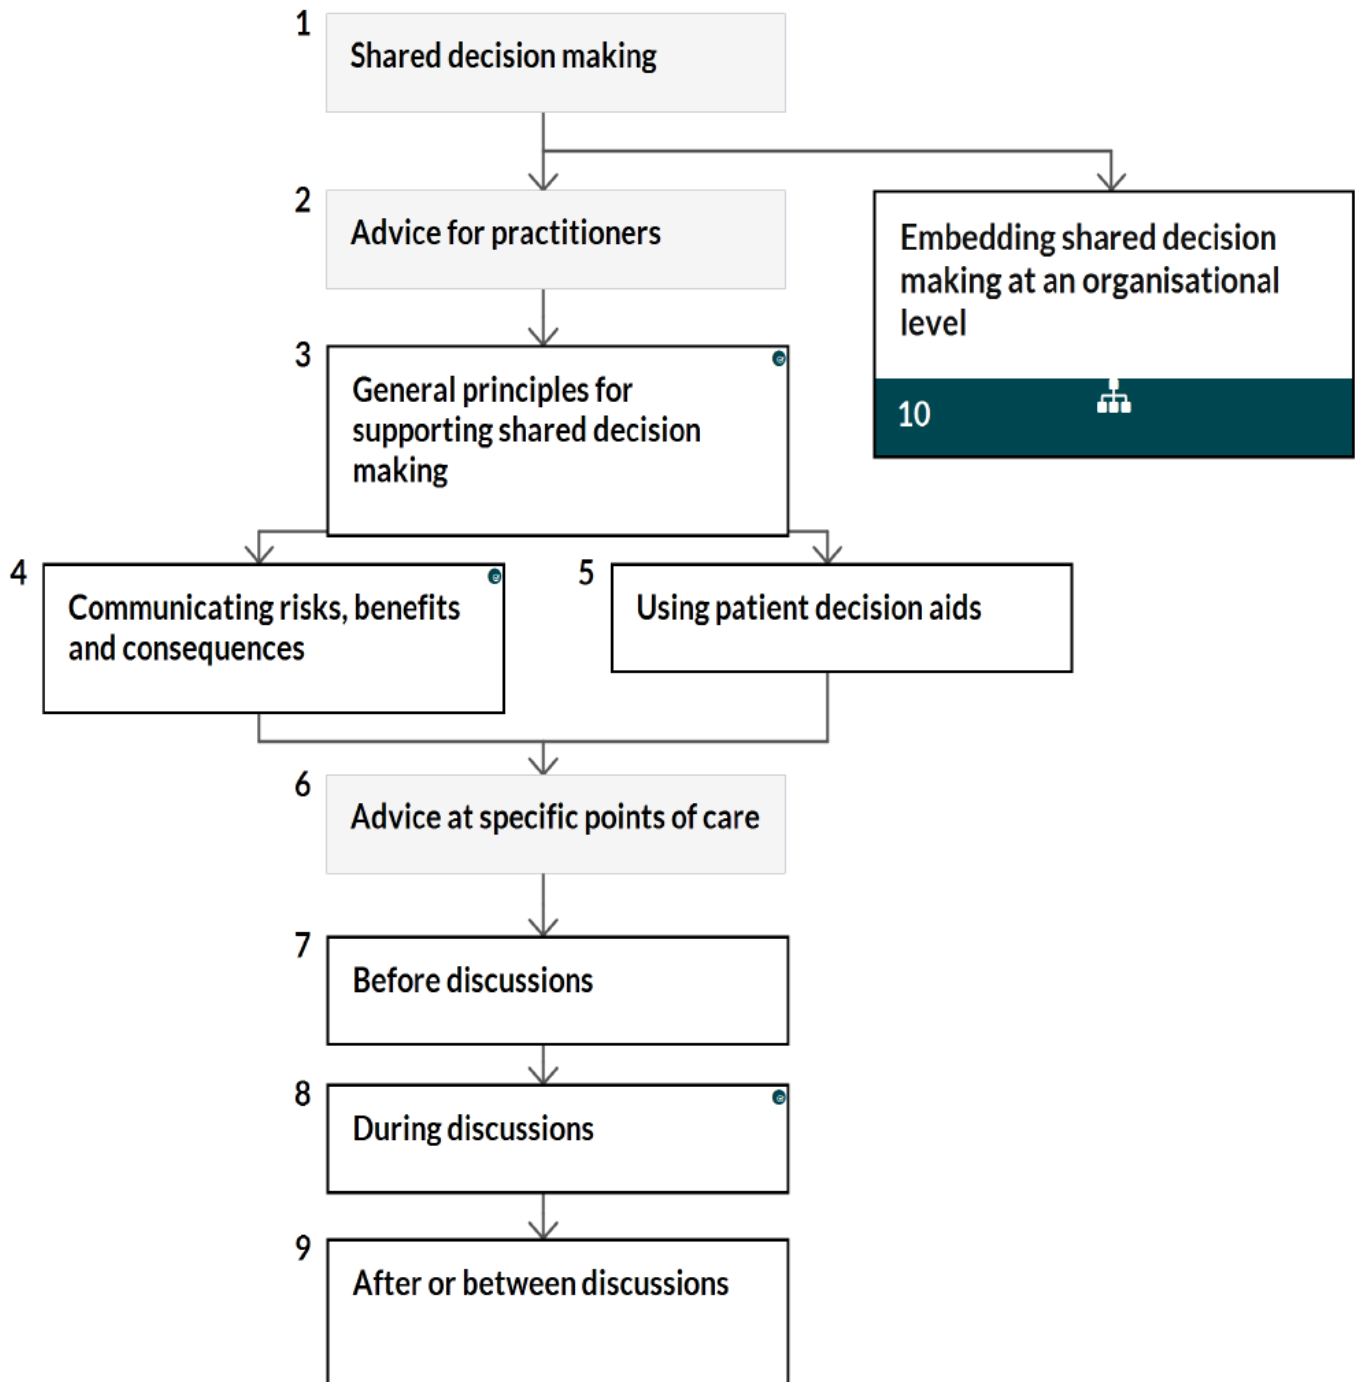 1
Shared decision making
2
Advice for practitioners
Embedding shared decision
making at an organisational
level
10
3
General principles for
supporting shared decision
making
4
Communicating risks, benefits
and consequences
5
Using patient decision aids
6
Advice at specific points of care
7
Before discussions
8
During discussions
9
After or between discussions